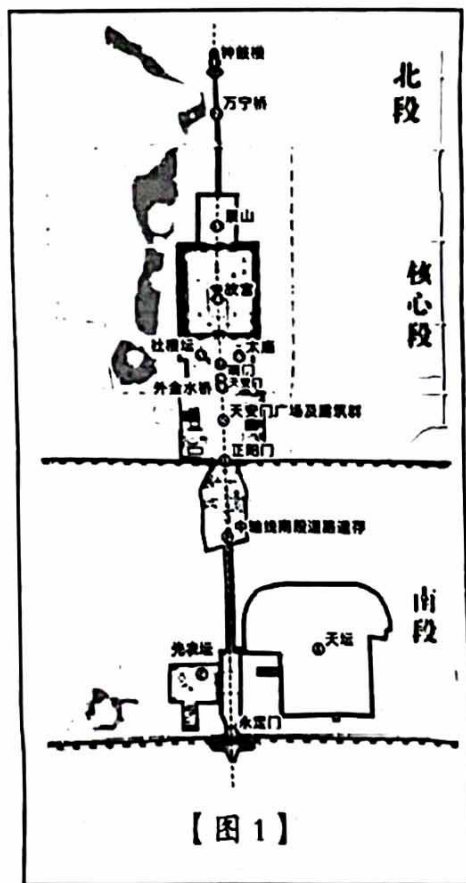 钟鼓楼
万宁桥
北段
景山
故宫
核心段
社稷坛
太庙
端门
天安门
外金水桥
天安门广场及建筑群
正阳门
中轴线南段道路遗存
南段
先农坛
天坛
永定门
【图1】